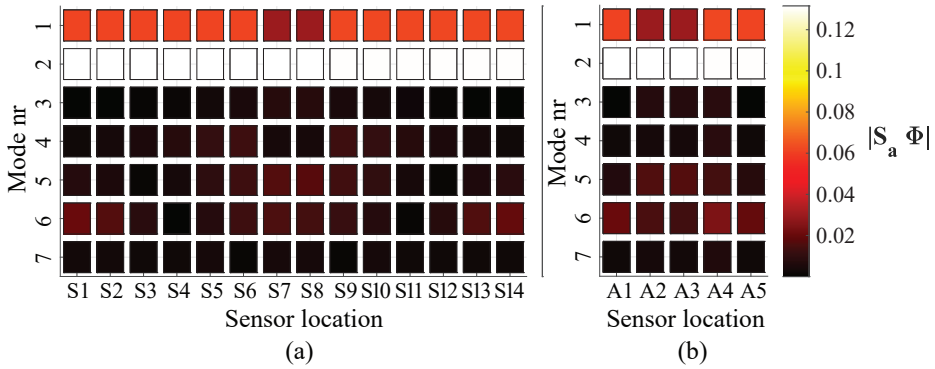 Mode nr
1
2
3
4
5
6
7
S1 S2 S3 S4 S5 S6 S7 S8 S9 S10 S11 S12 S13 S14
Sensor location
(a)
Mode nr
1
2
3
4
5
6
7
A1 A2 A3 A4 A5
Sensor location
(b)
0.12
0.1
0.08
0.06
0.04
0.02
|Sₐ Φ|